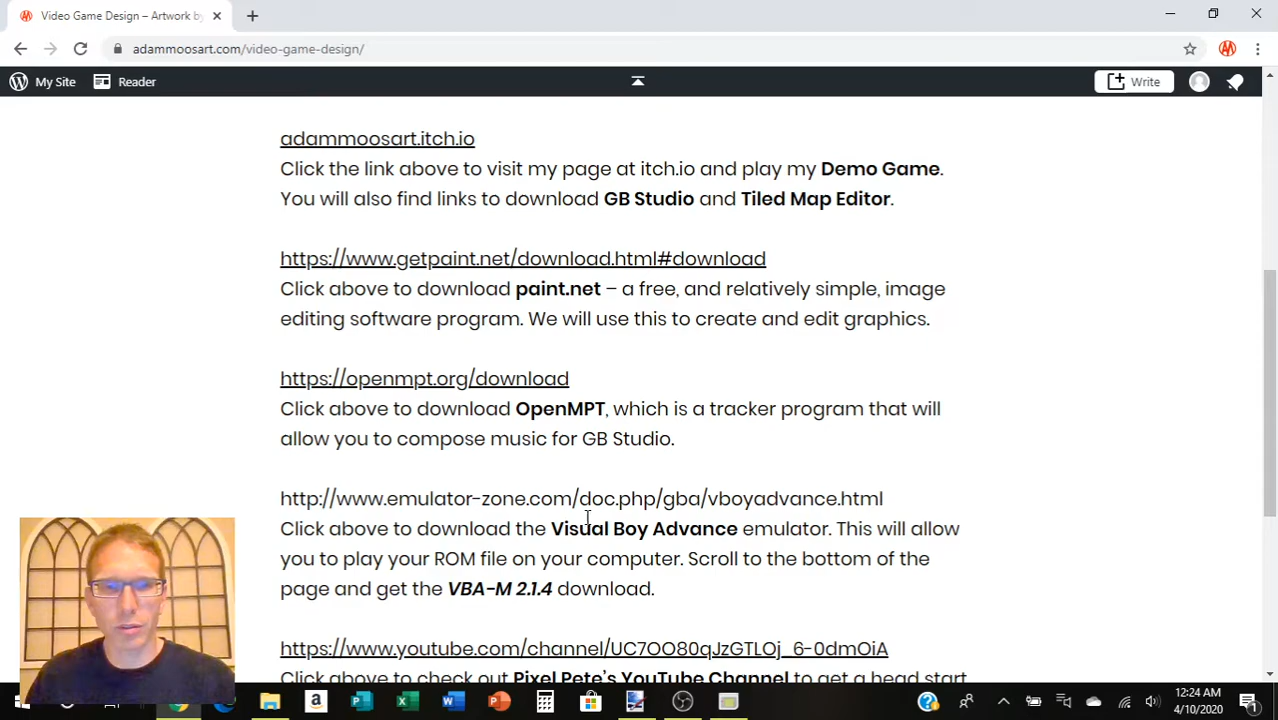 Video Game Design – Artwork by
adammoosart.com/video-game-design/
My Site
Reader
Write
adammoosart.itch.io
Click the link above to visit my page at itch.io and play my Demo Game.
You will also find links to download GB Studio and Tiled Map Editor.
https://www.getpaint.net/download.html#download
Click above to download paint.net – a free, and relatively simple, image
editing software program. We will use this to create and edit graphics.
https://openmpt.org/download
Click above to download OpenMPT, which is a tracker program that will
allow you to compose music for GB Studio.
http://www.emulator-zone.com/doc.php/gba/vboyadvance.html
Click above to download the Visual Boy Advance emulator. This will allow
you to play your ROM file on your computer. Scroll to the bottom of the
page and get the VBA-M 2.1.4 download.
https://www.youtube.com/channel/UC7OO80qJzGTLOj_6-0dmOiA
Click above to check out Pixel Pete's YouTube Channel to get a head start
12:24 AM
4/10/2020